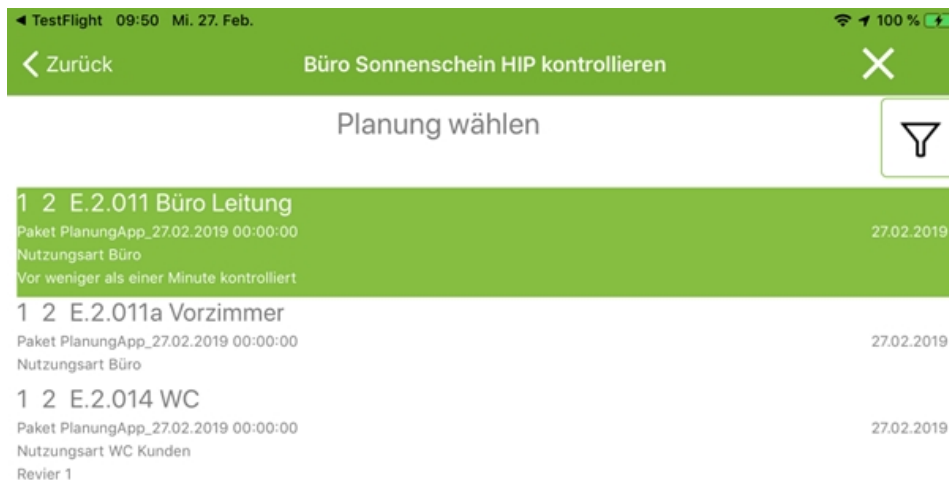 ◀ TestFlight 09:50 Mi. 27. Feb. 100 %
Zurück Büro Sonnenschein HIP kontrollieren
Planung wählen
1 2 E.2.011 Büro Leitung
Paket PlanungApp_27.02.2019 00:00:00 27.02.2019
Nutzungsart Büro
Vor weniger als einer Minute kontrolliert
1 2 E.2.011a Vorzimmer
Paket PlanungApp_27.02.2019 00:00:00 27.02.2019
Nutzungsart Büro
1 2 E.2.014 WC
Paket PlanungApp_27.02.2019 00:00:00 27.02.2019
Nutzungsart WC Kunden
Revier 1